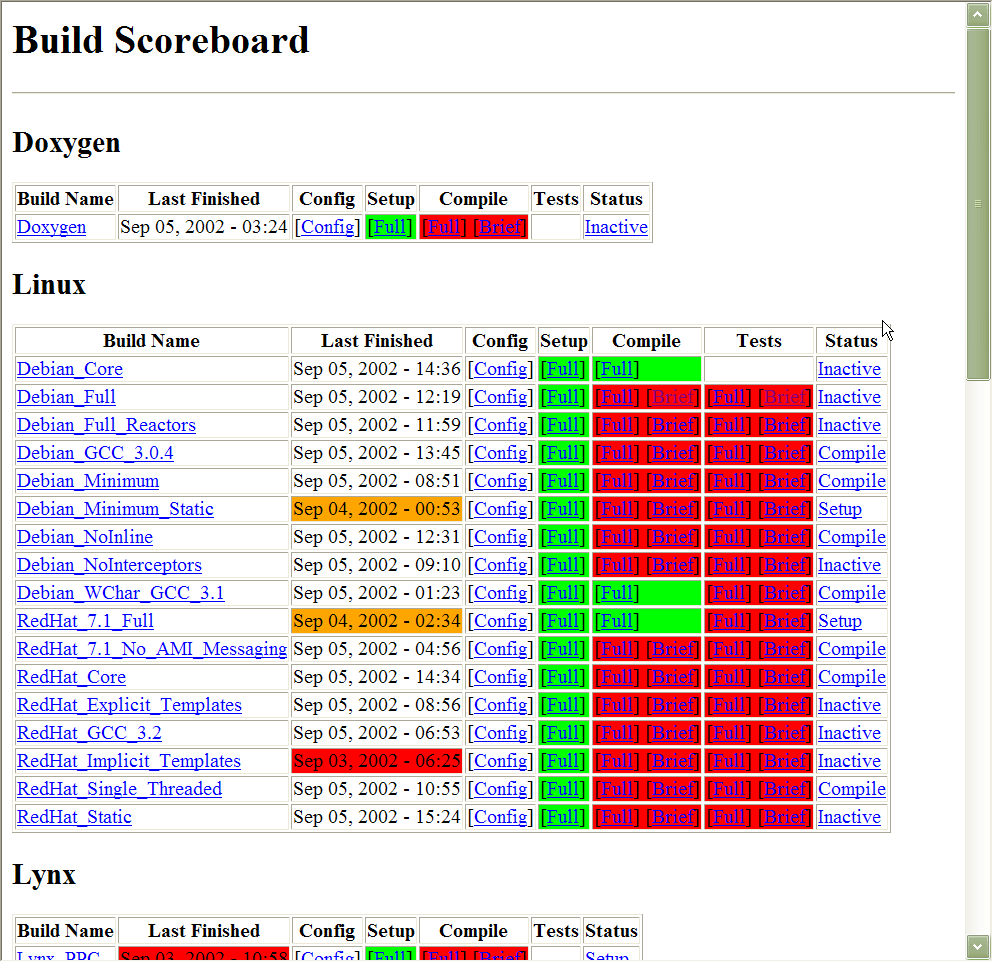 Build Scoreboard
Doxygen
Build Name Last Finished Config Setup Compile Tests Status
Doxygen Sep 05, 2002 - 03:24 [Config] [Full] [Full] [Brief] Inactive
Linux
Build Name Last Finished Config Setup Compile Tests Status
Debian_Core Sep 05, 2002 - 14:36 [Config] [Full] [Full] Inactive
Debian_Full Sep 05, 2002 - 12:19 [Config] [Full] [Full] [Brief] [Full] [Brief] Inactive
Debian_Full_Reactors Sep 05, 2002 - 11:59 [Config] [Full] [Full] [Brief] [Full] [Brief] Inactive
Debian_GCC_3.0.4 Sep 05, 2002 - 13:45 [Config] [Full] [Full] [Brief] [Full] [Brief] Compile
Debian_Minimum Sep 05, 2002 - 08:51 [Config] [Full] [Full] [Brief] [Full] [Brief] Compile
Debian_Minimum_Static Sep 04, 2002 - 00:53 [Config] [Full] [Full] [Brief] [Full] [Brief] Setup
Debian_NoInline Sep 05, 2002 - 12:31 [Config] [Full] [Full] [Brief] [Full] [Brief] Compile
Debian_NoInterceptors Sep 05, 2002 - 09:10 [Config] [Full] [Full] [Brief] [Full] [Brief] Inactive
Debian_WChar_GCC_3.1 Sep 05, 2002 - 01:23 [Config] [Full] [Full] [Full] [Brief] Compile
RedHat_7.1_Full Sep 04, 2002 - 02:34 [Config] [Full] [Full] [Full] [Brief] Setup
RedHat_7.1_No_AMI_Messaging Sep 05, 2002 - 04:56 [Config] [Full] [Full] [Brief] [Full] [Brief] Compile
RedHat_Core Sep 05, 2002 - 14:34 [Config] [Full] [Full] [Brief] [Full] [Brief] Compile
RedHat_Explicit_Templates Sep 05, 2002 - 08:56 [Config] [Full] [Full] [Brief] [Full] [Brief] Inactive
RedHat_GCC_3.2 Sep 05, 2002 - 06:53 [Config] [Full] [Full] [Brief] [Full] [Brief] Inactive
RedHat_Implicit_Templates Sep 03, 2002 - 06:25 [Config] [Full] [Full] [Brief] [Full] [Brief] Inactive
RedHat_Single_Threaded Sep 05, 2002 - 10:55 [Config] [Full] [Full] [Brief] [Full] [Brief] Compile
RedHat_Static Sep 05, 2002 - 15:24 [Config] [Full] [Full] [Brief] [Full] [Brief] Inactive
Lynx
Build Name Last Finished Config Setup Compile Tests Status
Lynx_PPC Sep 03, 2002 - 10:58 [Config] [Full] [Full] [Brief] Setup